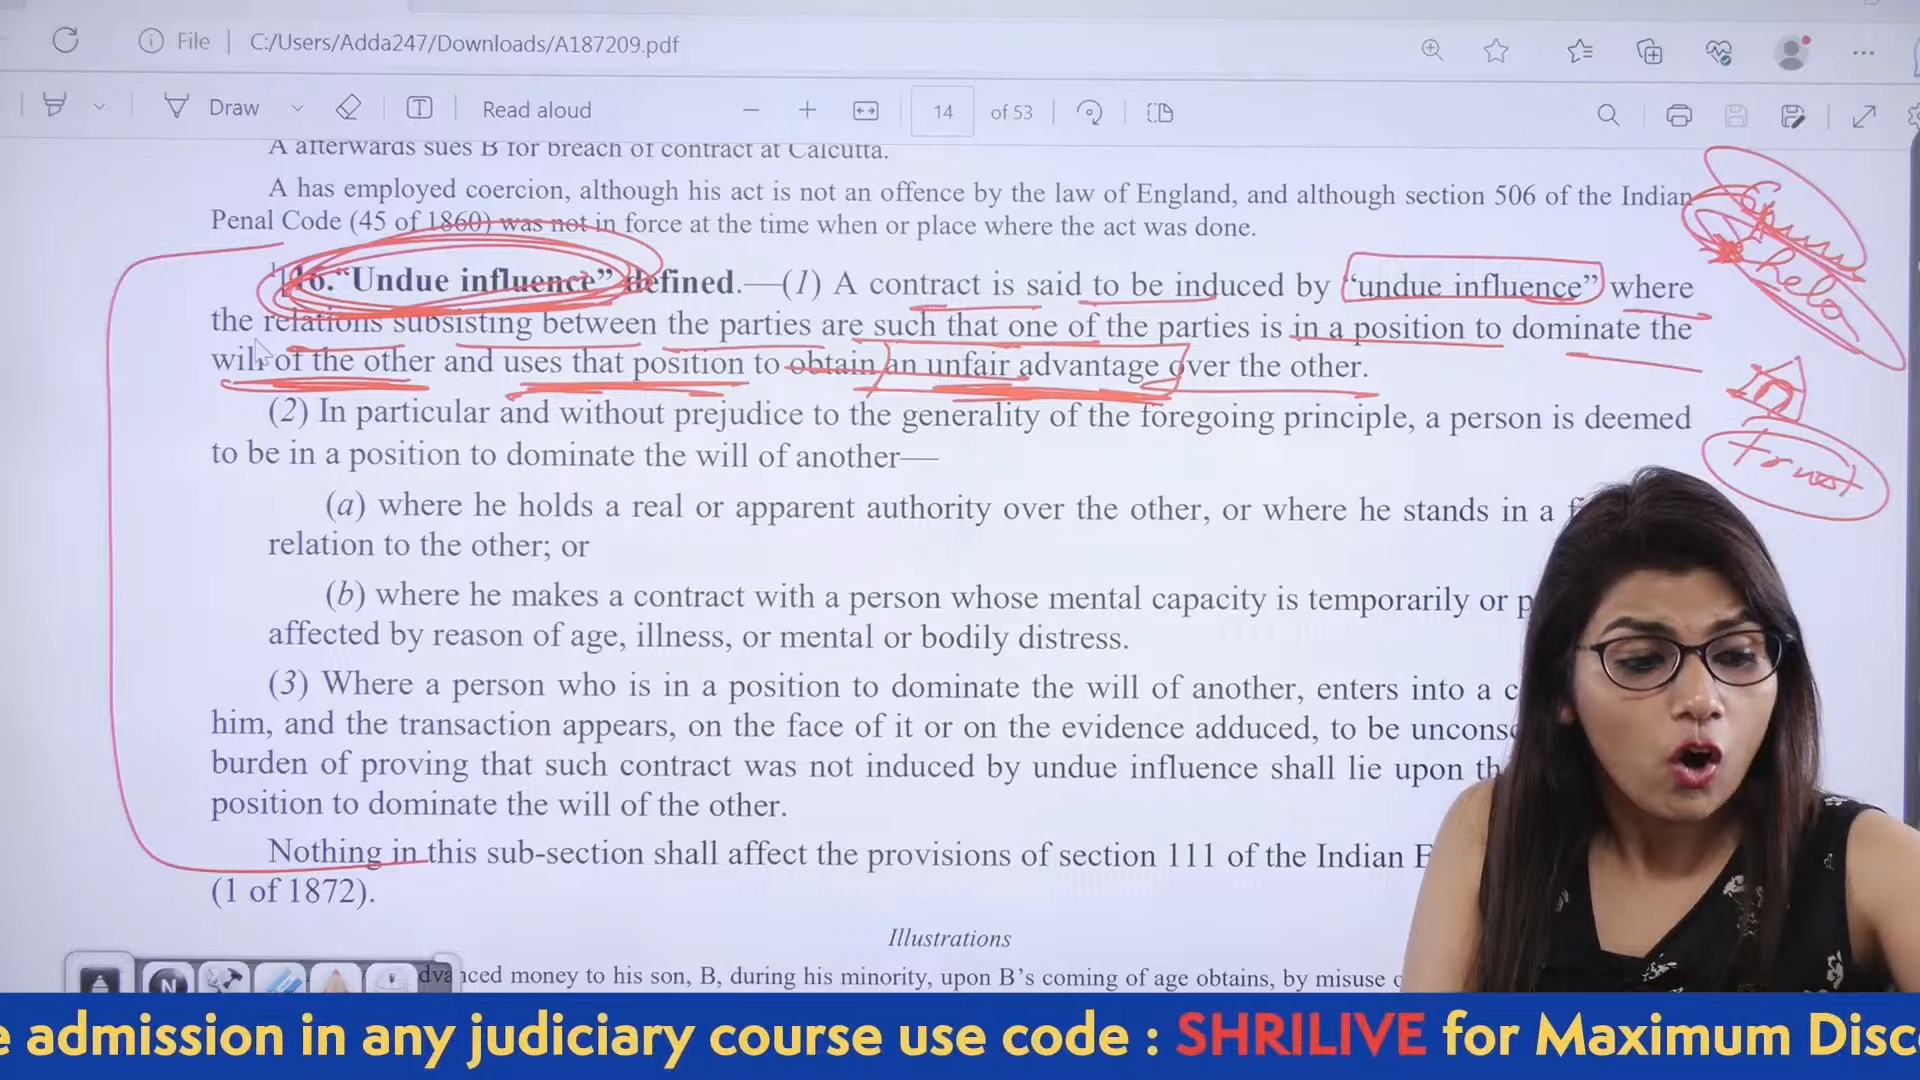 File | C:/Users/Adda247/Downloads/A187209.pdf
Draw
Read aloud
14 of 53
A afterwards sues B for breach of contract at Calcutta.
A has employed coercion, although his act is not an offence by the law of England, and although section 506 of the Indian
Penal Code (45 of 1860) was not in force at the time when or place where the act was done.
16. “Undue influence” defined.—(1) A contract is said to be induced by “undue influence” where
the relations subsisting between the parties are such that one of the parties is in a position to dominate the
will of the other and uses that position to obtain an unfair advantage over the other.
(2) In particular and without prejudice to the generality of the foregoing principle, a person is deemed
to be in a position to dominate the will of another—
(a) where he holds a real or apparent authority over the other, or where he stands in a
relation to the other; or
(b) where he makes a contract with a person whose mental capacity is temporarily or
affected by reason of age, illness, or mental or bodily distress.
(3) Where a person who is in a position to dominate the will of another, enters into a
him, and the transaction appears, on the face of it or on the evidence adduced, to be
burden of proving that such contract was not induced by undue influence shall lie upon
position to dominate the will of the other.
Nothing in this sub-section shall affect the provisions of section 111 of the Indian
(1 of 1872).
Illustrations
money to his son, B, during his minority, upon B’s coming of age obtains, by misuse
chela
Trust
e admission in any judiciary course use code : SHRILIVE for Maximum Disc